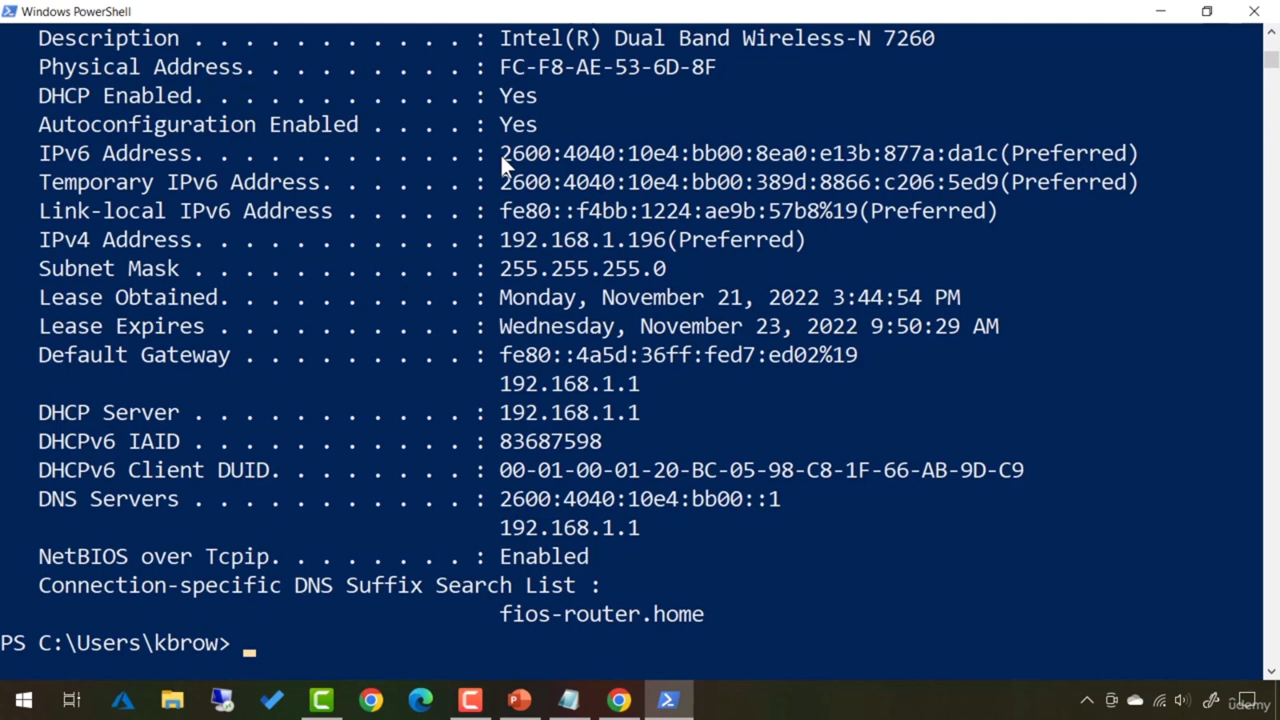 Windows PowerShell
Description . . . . . . . . . . . : Intel(R) Dual Band Wireless-N 7260
Physical Address. . . . . . . . . : FC-F8-AE-53-6D-8F
DHCP Enabled. . . . . . . . . . . : Yes
Autoconfiguration Enabled . . . . : Yes
IPv6 Address. . . . . . . . . . . : 2600:4040:10e4:bb00:8ea0:e13b:877a:da1c(Preferred)
Temporary IPv6 Address. . . . . . : 2600:4040:10e4:bb00:389d:8866:c206:5ed9(Preferred)
Link-local IPv6 Address . . . . . : fe80::f4bb:1224:ae9b:57b8%19(Preferred)
IPv4 Address. . . . . . . . . . . : 192.168.1.196(Preferred)
Subnet Mask . . . . . . . . . . . : 255.255.255.0
Lease Obtained. . . . . . . . . . : Monday, November 21, 2022 3:44:54 PM
Lease Expires . . . . . . . . . . : Wednesday, November 23, 2022 9:50:29 AM
Default Gateway . . . . . . . . . : fe80::4a5d:36ff:fed7:ed02%19
192.168.1.1
DHCP Server . . . . . . . . . . . : 192.168.1.1
DHCPv6 IAID . . . . . . . . . . . : 83687598
DHCPv6 Client DUID. . . . . . . . : 00-01-00-01-20-BC-05-98-C8-1F-66-AB-9D-C9
DNS Servers . . . . . . . . . . . : 2600:4040:10e4:bb00::1
192.168.1.1
NetBIOS over Tcpip. . . . . . . . : Enabled
Connection-specific DNS Suffix Search List :
fios-router.home
PS C:\Users\kbrow>
udemy